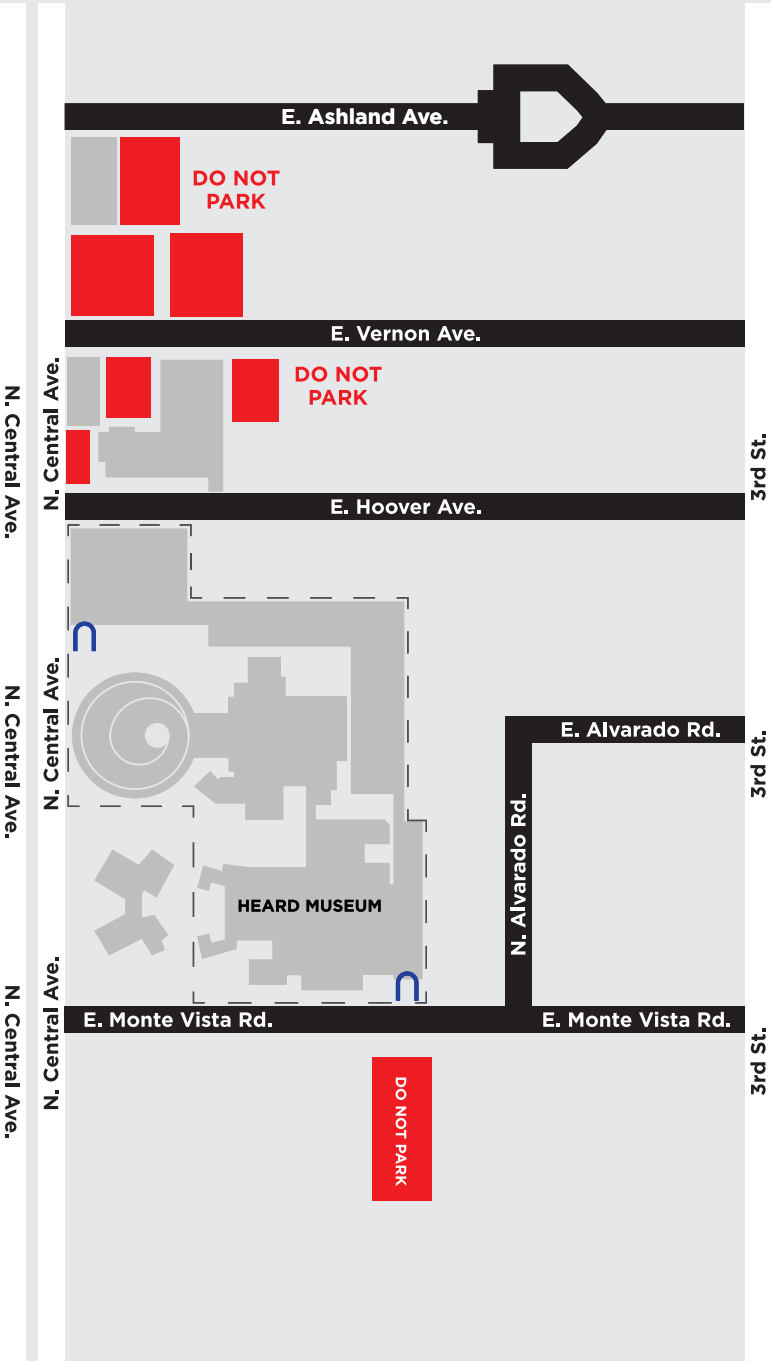 E. Ashland Ave.
DO NOT
PARK
E. Vernon Ave.
DO NOT
PARK
N. Central Ave.
N. Central Ave.
3rd St.
E. Hoover Ave.
N. Central Ave.
N. Central Ave.
E. Alvarado Rd.
3rd St.
N. Alvarado Rd.
HEARD MUSEUM
N. Central Ave.
N. Central Ave.
E. Monte Vista Rd.
E. Monte Vista Rd.
3rd St.
DO NOT PARK